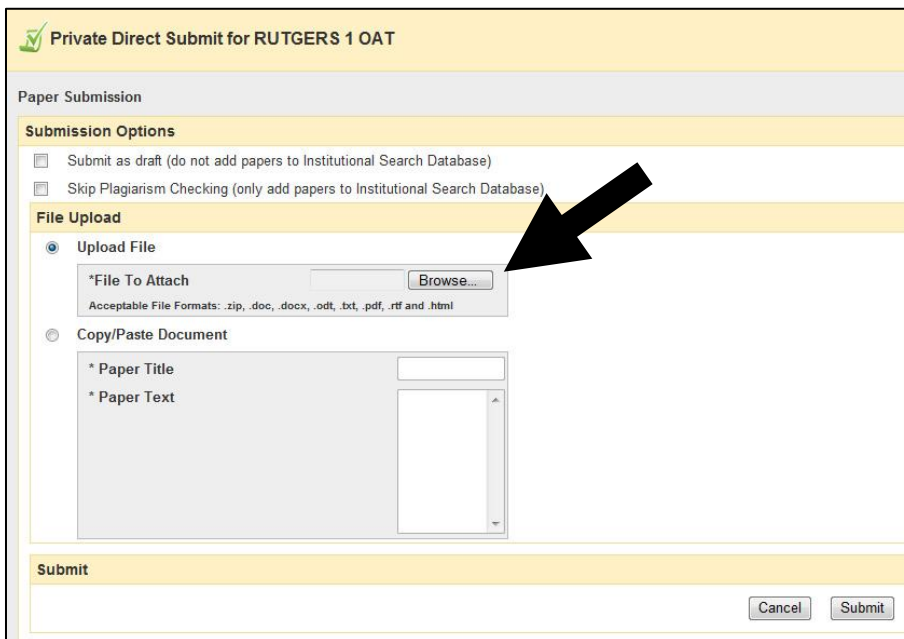 Private Direct Submit for RUTGERS 1 OAT
Paper Submission
Submission Options
Submit as draft (do not add papers to Institutional Search Database)
Skip Plagiarism Checking (only add papers to Institutional Search Database)
File Upload
Upload File
*File To Attach Browse...
Acceptable File Formats: .zip, .doc, .docx, .odt, .txt, .pdf, .rtf and .html
Copy/Paste Document
* Paper Title
* Paper Text
Submit
Cancel Submit